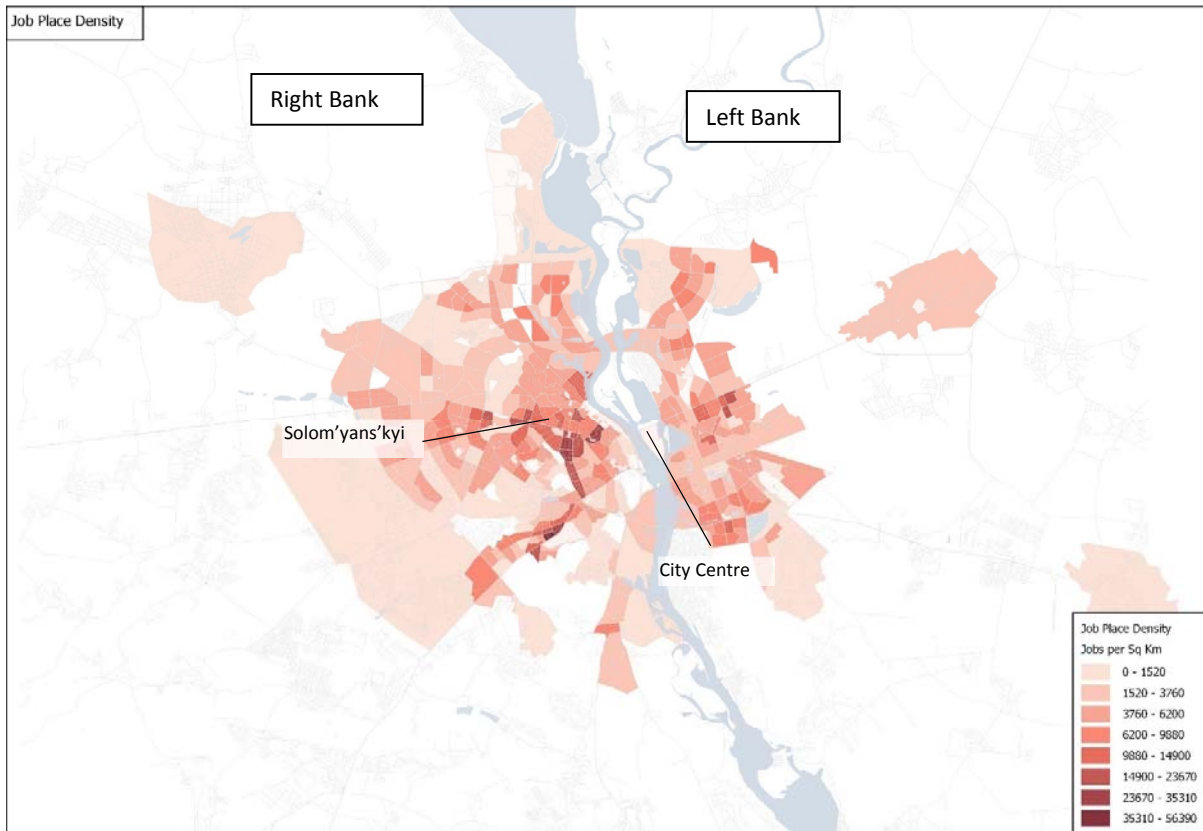 Job Place Density
Right Bank
Left Bank
Solom'yans'kyi
City Centre
Job Place Density
Jobs per Sq Km
0 - 1520
1520 - 3760
3760 - 6200
6200 - 9880
9880 - 14900
14900 - 23670
23670 - 35310
35310 - 56390